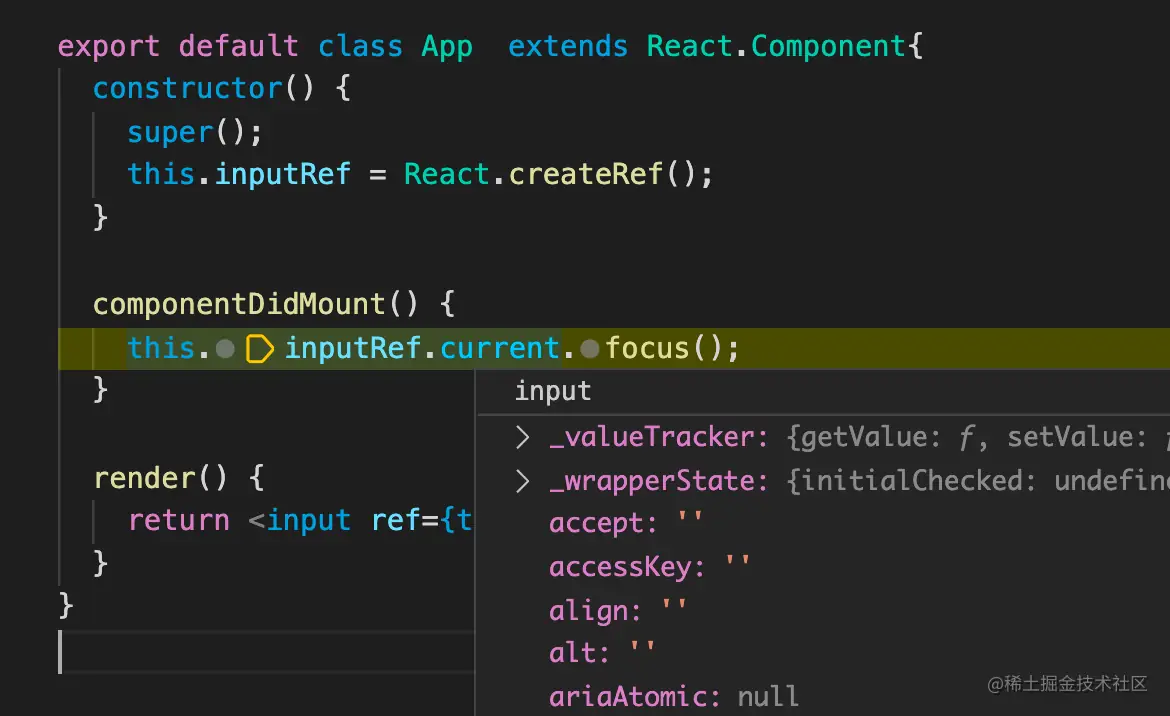 export default class App  extends React.Component{
constructor() {
super();
this.inputRef = React.createRef();
}
componentDidMount() {
this. inputRef.current. focus();
}
input
_valueTracker: {getValue: ƒ, setValue: ƒ
render() {
_wrapperState: {initialChecked: undefine
return <input ref={t
accept: ''
}
accessKey: ''
}
align: ''
alt: ''
ariaAtomic: null
@稀土掘金技术社区